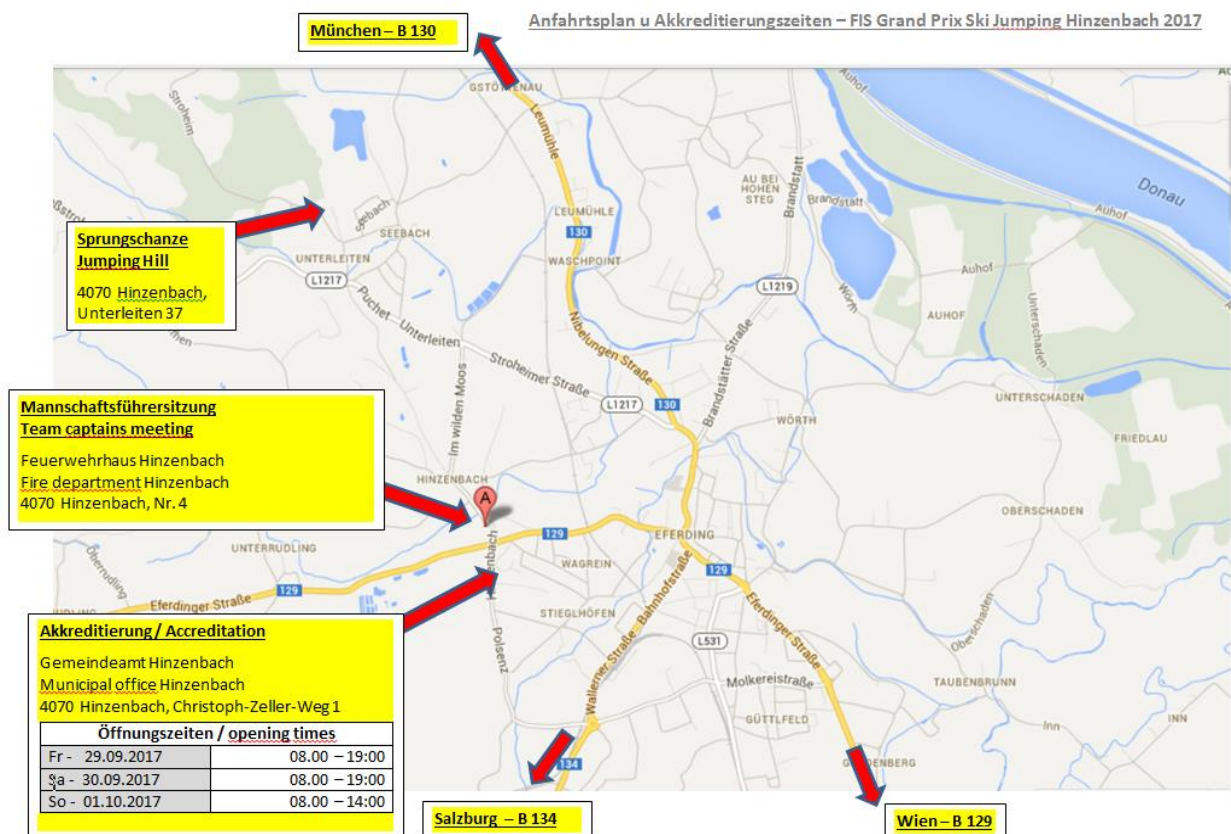 Anfahrtsplan u Akkreditierungszeiten – FIS Grand Prix Ski Jumping Hinzenbach 2017
München – B 130
Sprungschanze
Jumping Hill
4070 Hinzenbach,
Unterleiten 37
Mannschaftsführersitzung
Team captains meeting
Feuerwehrhaus Hinzenbach
Fire department Hinzenbach
4070 Hinzenbach, Nr. 4
Akkreditierung / Accreditation
Gemeindeamt Hinzenbach
Municipal office Hinzenbach
4070 Hinzenbach, Christoph-Zeller-Weg 1
Öffnungszeiten / opening times
Fr - 29.09.2017 08.00 – 19:00
Sa - 30.09.2017 08.00 – 19:00
So - 01.10.2017 08.00 – 14:00
Salzburg – B 134
Wien – B 129
Stroheim
Leumühle
LEUMÜHLE
130
WASCHPOINT
Seebach
SEEBACH
UNTERLEITEN
L1217
Puchet
Unterleiten
Stroheimer Straße
L1217
Nibelungen Straße
130
Im wilden Moos
AU BEI
HOHEN
STEG
Brandstatt
Brandstatt
Auhof
Auhof
Donau
L1219
Wörth
Auhof
AUHOF
Unterschaden
UNTERSCHADEN
FRIEDLAU
OBERSCHADEN
Oberschaden
Brandstätter Straße
WÖRTH
HINZENBACH
A
129
EFERDING
WAGREIN
UNTERRUDLING
Oberrudling
129
Eferdinger Straße
STIEGLHÖFEN
Polsenz
Wallerner Straße
Bahnhofstraße
129
Eferdinger Straße
L531
Molkereistraße
GÜTTLFELD
TAUBENBRUNN
Inn
INN
134